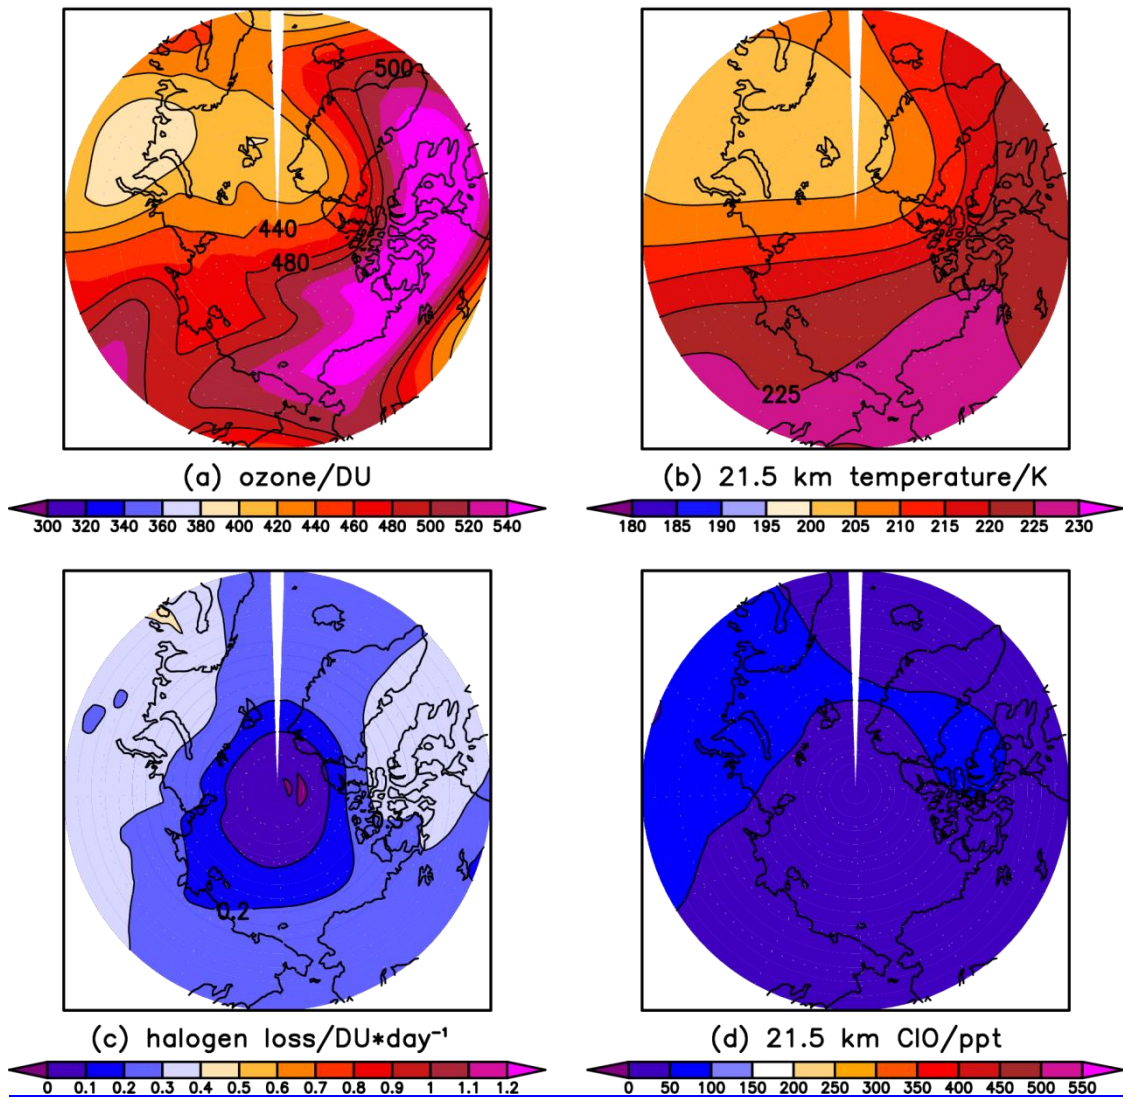 500
440
480
225
(a) ozone/DU
(b) 21.5 km temperature/K
300 320 340 360 380 400 420 440 460 480 500 520 540
180 185 190 195 200 205 210 215 220 225 230
0.2
(c) halogen loss/DU*day⁻¹
(d) 21.5 km ClO/ppt
0 0.1 0.2 0.3 0.4 0.5 0.6 0.7 0.8 0.9 1 1.1 1.2
0 50 100 150 200 250 300 350 400 450 500 550